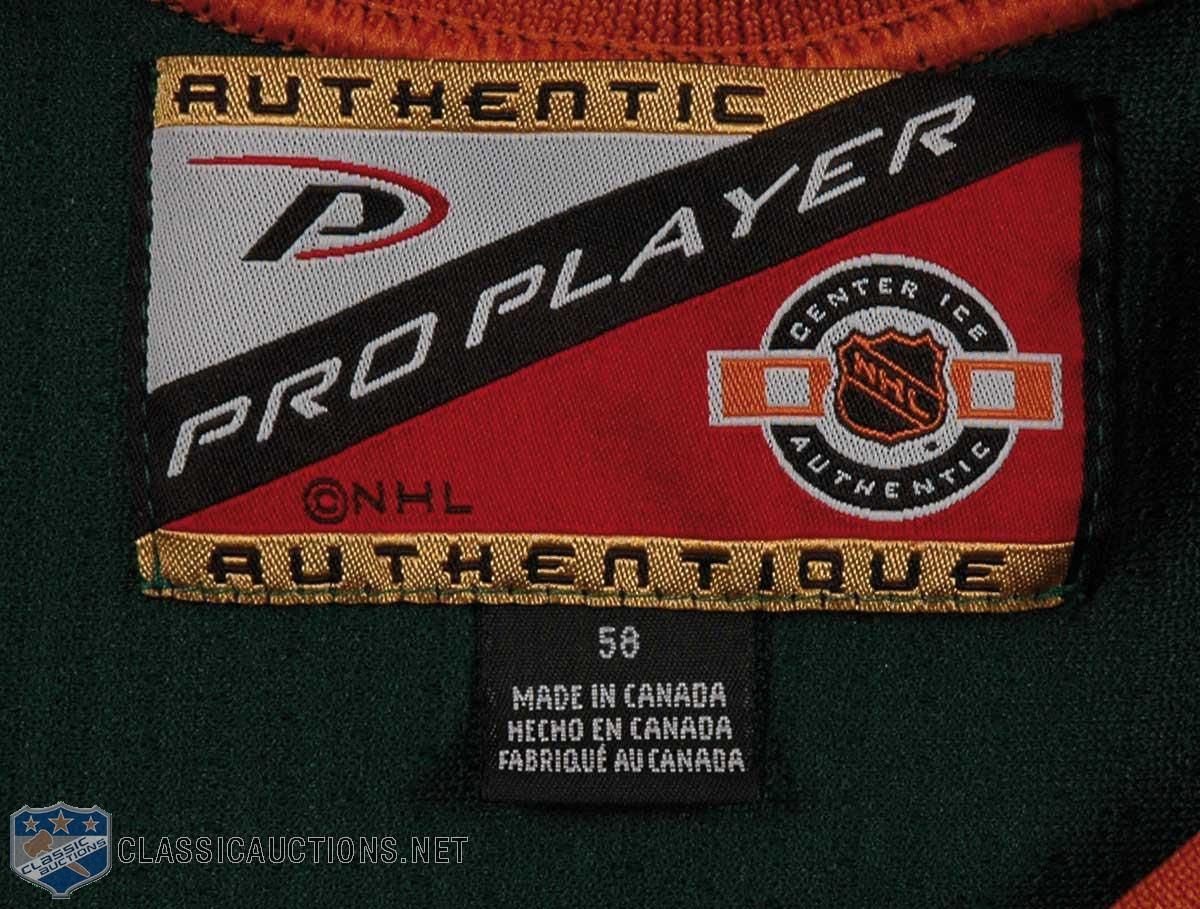 AUTHENTIC
PRO PLAYER
CENTER ICE
NHL
AUTHENTIC
©NHL
AUTHENTIQUE
58
MADE IN CANADA
HECHO EN CANADA
FABRIQUÉ AU CANADA
CLASSIC
AUCTIONS
CLASSICAUCTIONS.NET